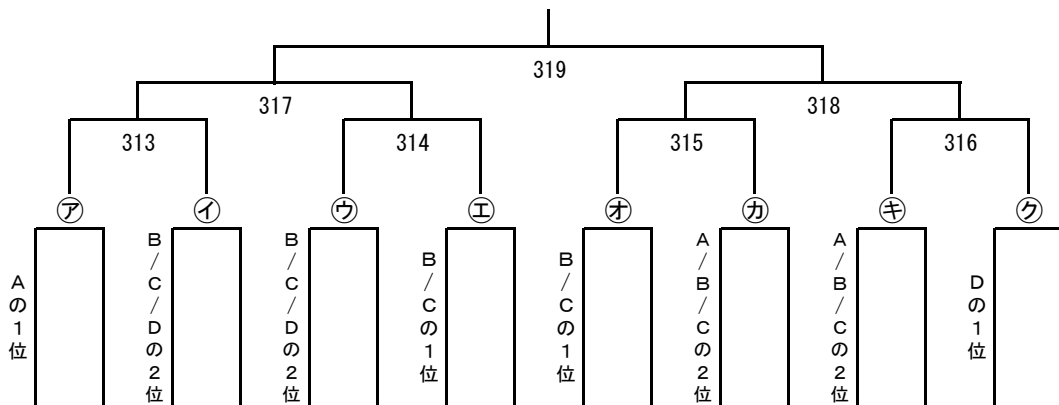 319
317
318
313
314
315
316
㋐
㋑
㋒
㋓
㋔
㋕
㋖
㋗
Aの1位
B/C/Dの2位
B/C/Dの2位
B/Cの1位
B/Cの1位
A/B/Cの2位
A/B/Cの2位
Dの1位